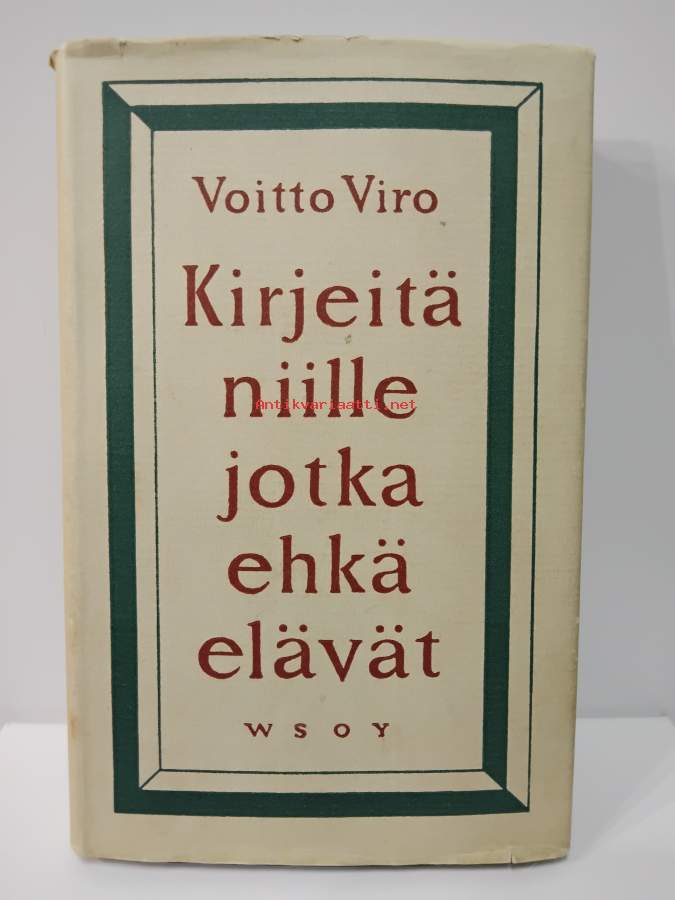 Voitto Viro
Kirjeitä
niille
Antikvariaatti.net
jotka
ehkä
elävät
WSOY